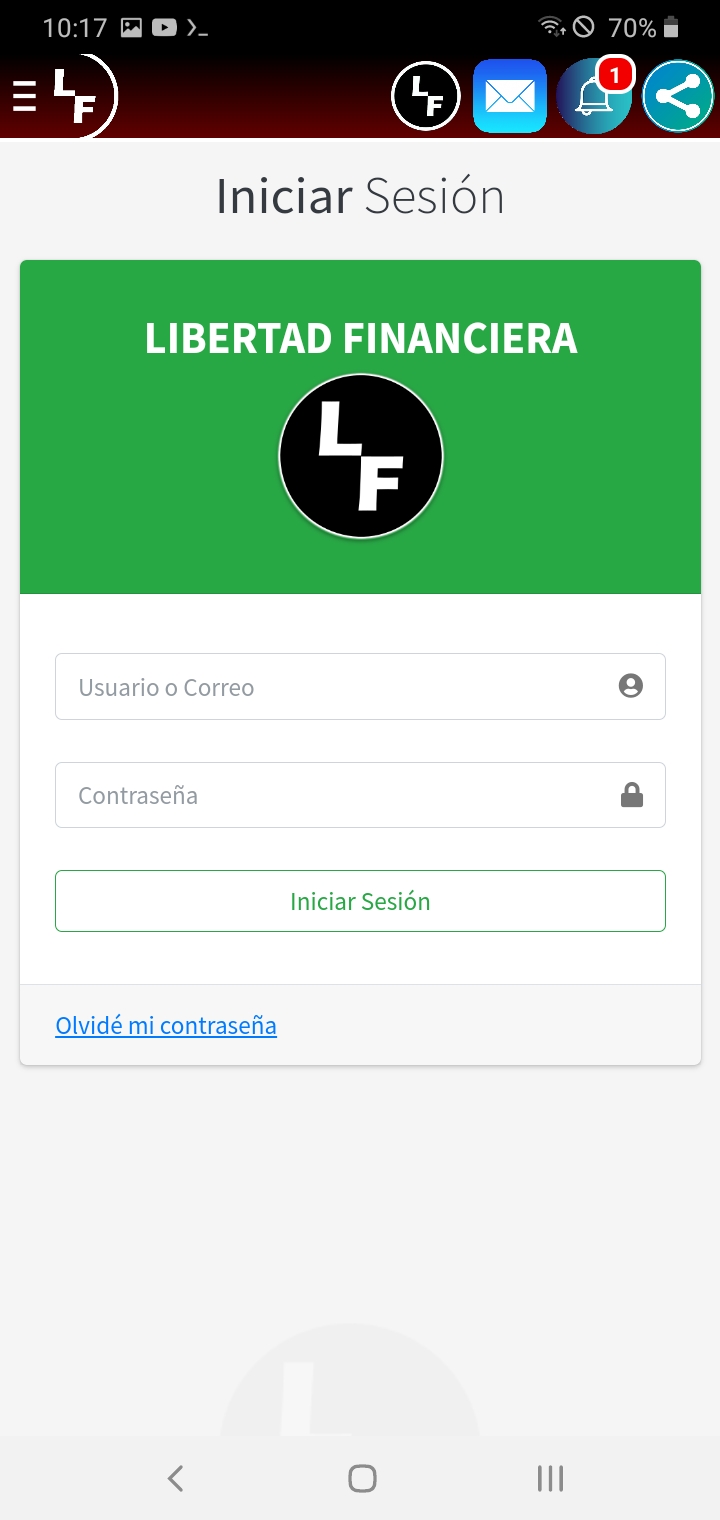 10:17
70%
LF
LF
1
Iniciar Sesión
LIBERTAD FINANCIERA
LF
Usuario o Correo
Contraseña
Iniciar Sesión
Olvidé mi contraseña
L